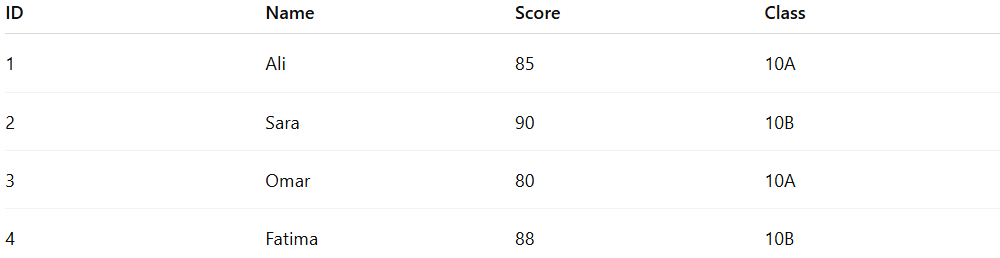 ID Name Score Class
1 Ali 85 10A
2 Sara 90 10B
3 Omar 80 10A
4 Fatima 88 10B